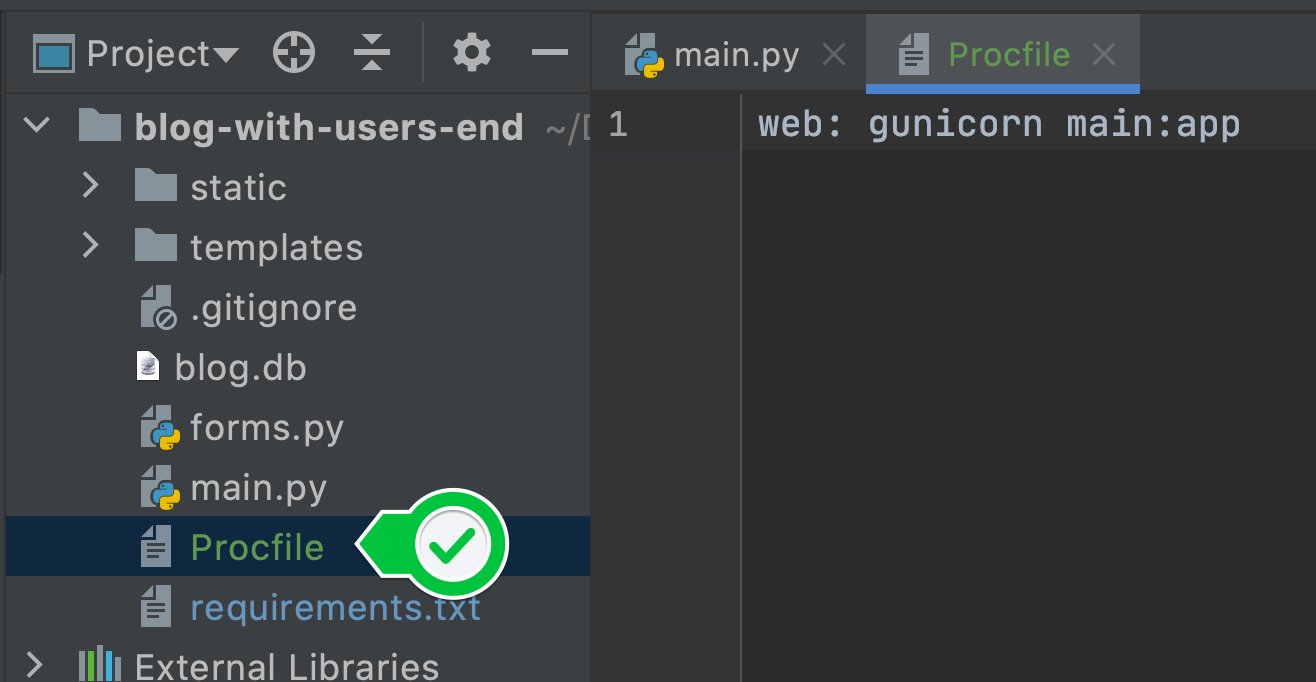 Project
main.py
Procfile
blog-with-users-end ~/
1
web: gunicorn main:app
static
templates
.gitignore
blog.db
forms.py
main.py
Procfile
requirements.txt
External Libraries